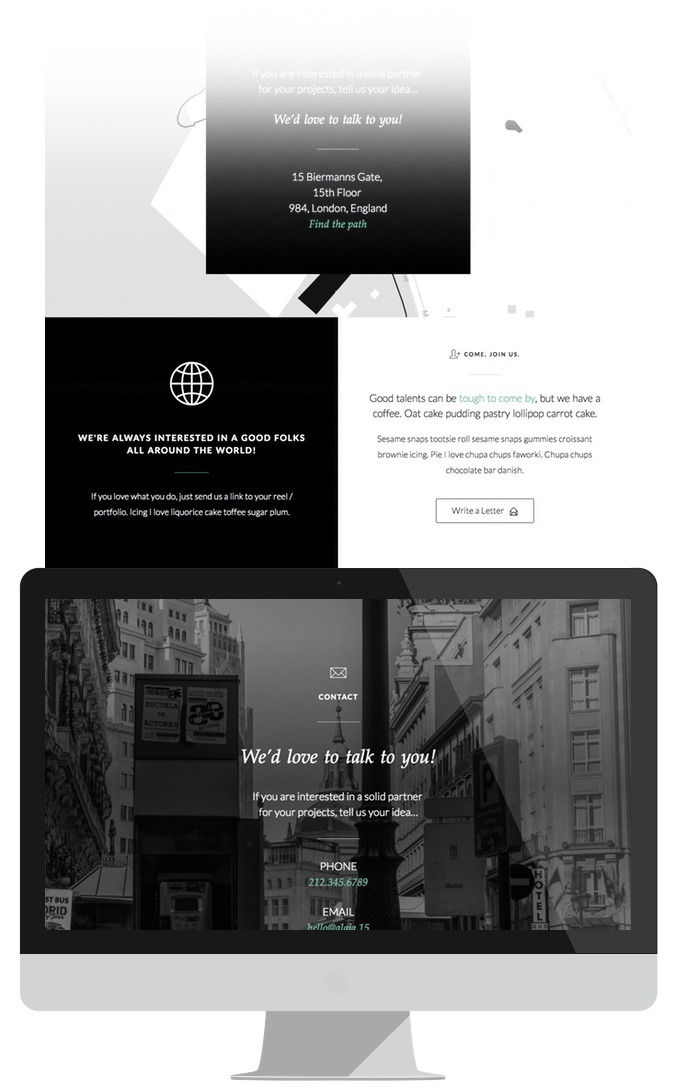 If you are interested in a solid partner
for your projects, tell us your idea...
We'd love to talk to you!
15 Biermanns Gate,
15th Floor
984, London, England
Find the path
WE'RE ALWAYS INTERESTED IN A GOOD FOLKS
ALL AROUND THE WORLD!
If you love what you do, just send us a link to your reel /
portfolio. Icing I love liquorice cake toffee sugar plum.
COME, JOIN US.
Good talents can be tough to come by, but we have a
coffee. Oat cake pudding pastry lollipop carrot cake.
Sesame snaps tootsie roll sesame snaps gummies croissant
brownie icing. Pie I love chupa chups faworki. Chupa chups
chocolate bar danish.
Write a Letter
CONTACT
We'd love to talk to you!
If you are interested in a solid partner
for your projects, tell us your idea...
PHONE
212.345.6789
EMAIL
ESCUELA
DE
ACTORES
P
HOTEL
ST BUS
DRID